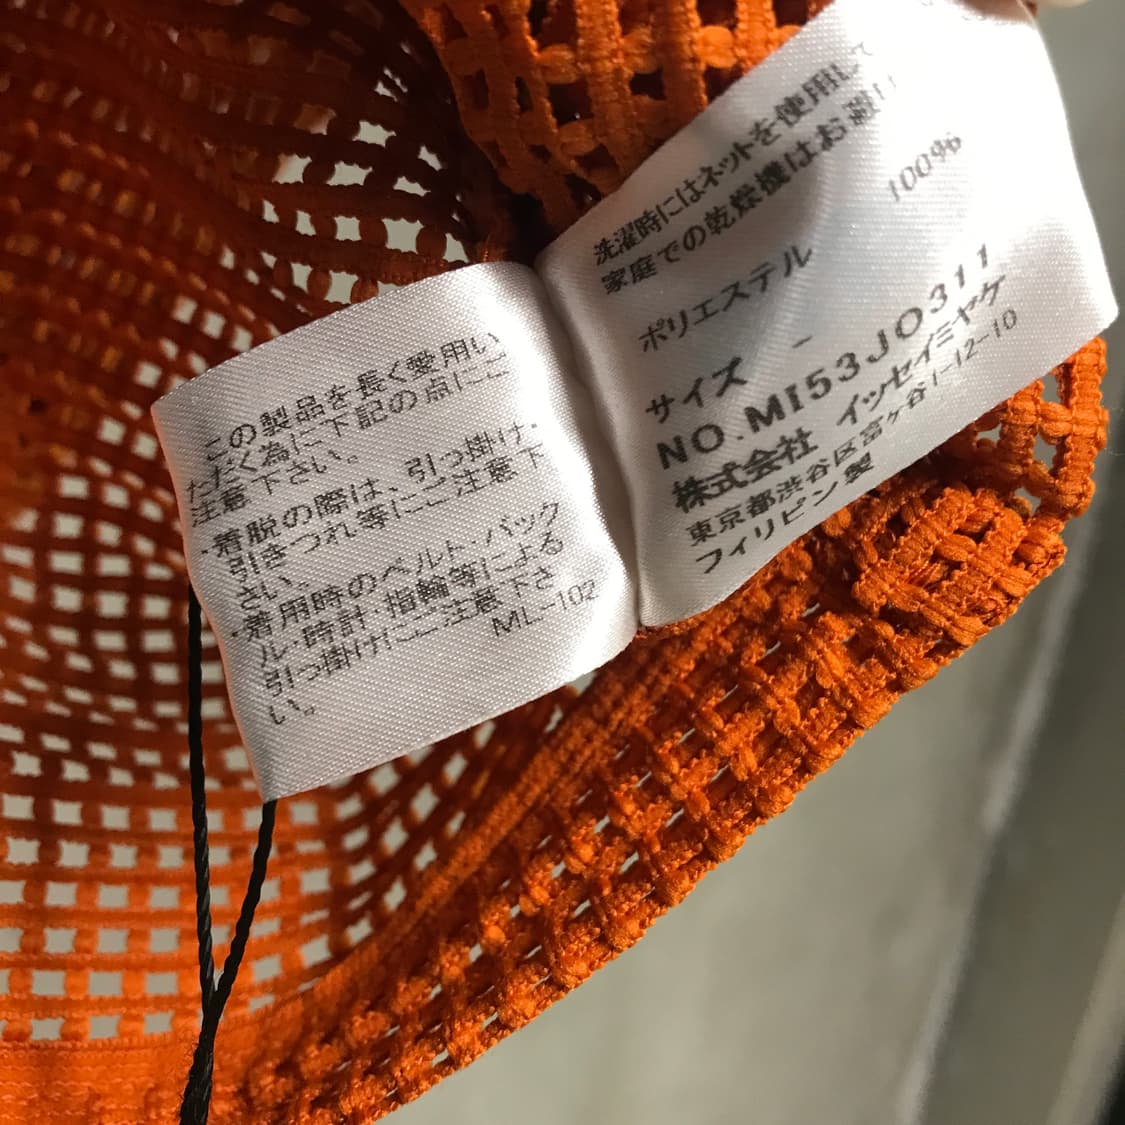 この製品を長く愛用い
ただく為に下記の点にご
注意下さい。
・着脱の際は、引っ掛け・
引きつれ等にご注意下
さい。
・着用時のベルト・バック
ル・時計・指輪等による
引っ掛けにご注意下さ
い。
ML-102
洗濯時にはネットを使用して
家庭での乾燥機はお避け
ポリエステル 100%
サイズ -
NO.MI53JO311
株式会社 イッセイミヤケ
東京都渋谷区富ヶ谷1-12-10
フィリピン製